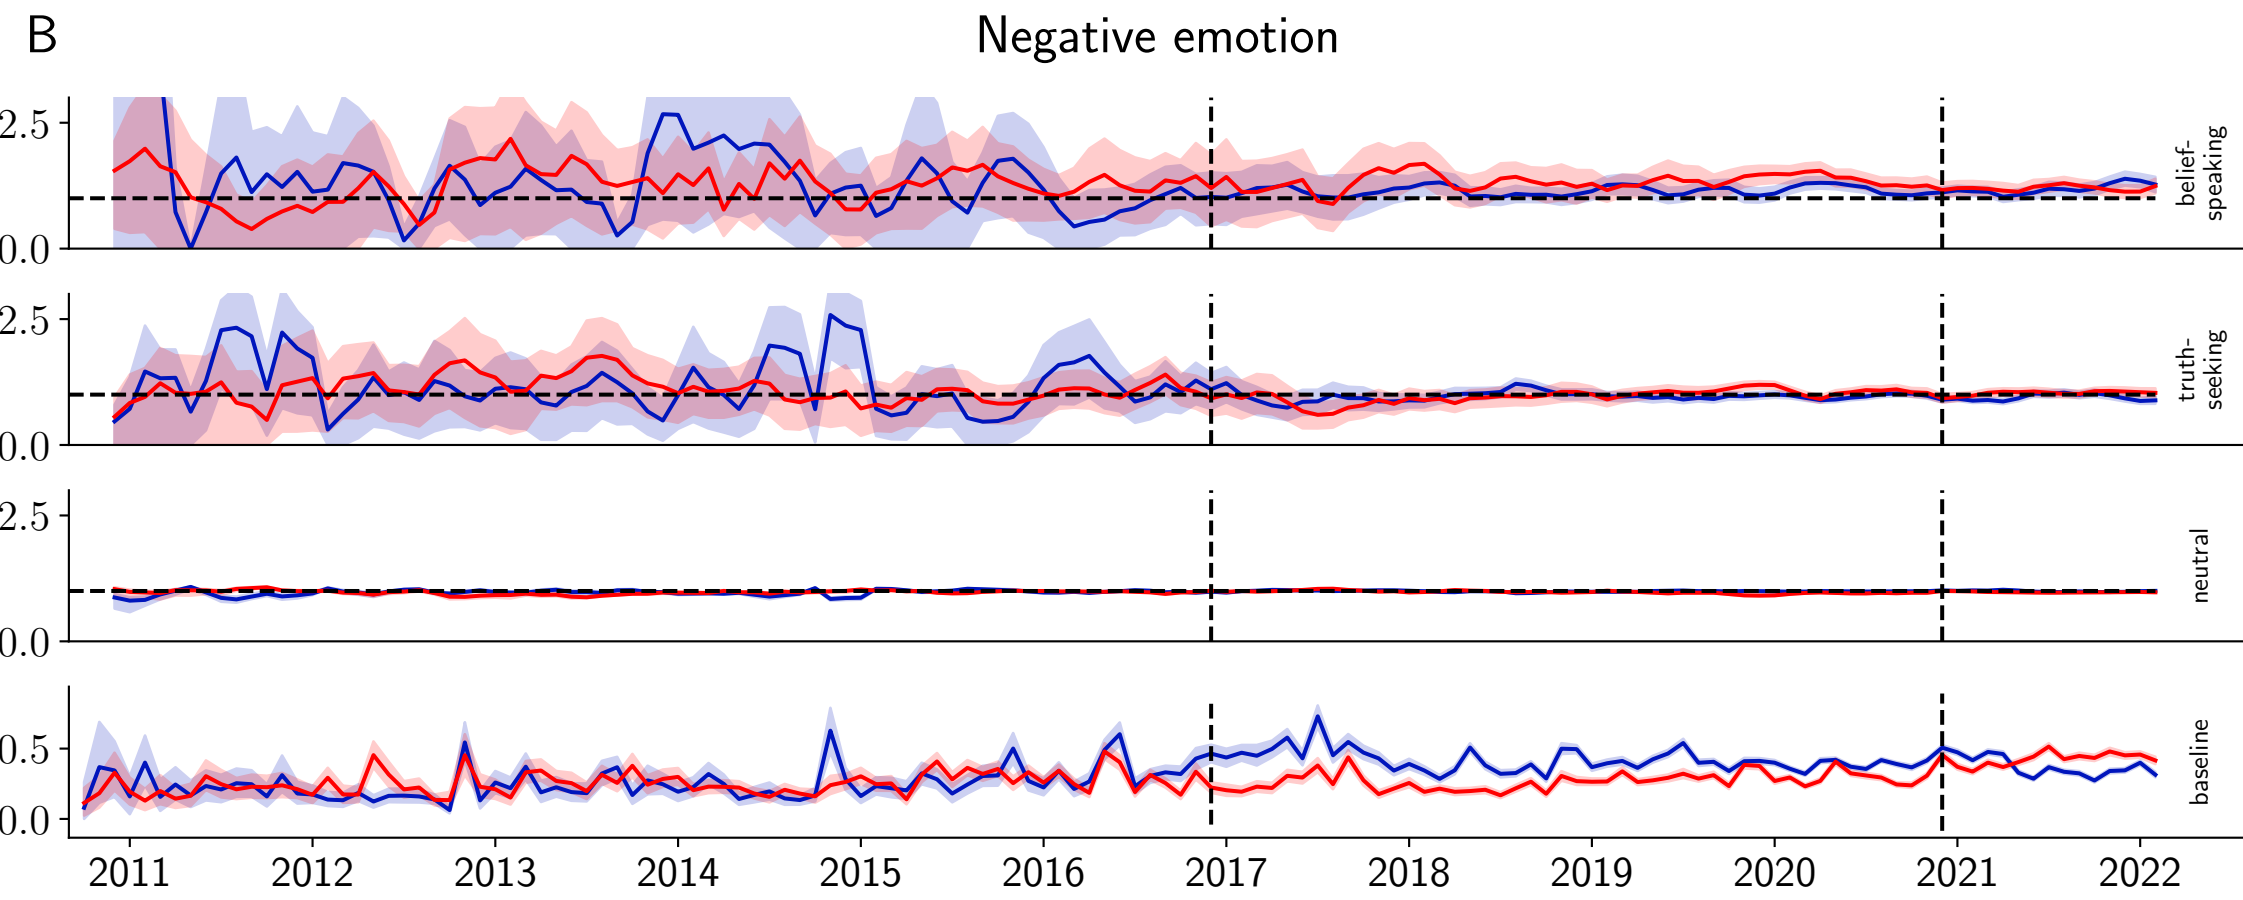 B
Negative emotion
2.5
0.0
belief-
speaking
2.5
0.0
truth-
seeking
2.5
0.0
neutral
0.5
0.0
baseline
2011 2012 2013 2014 2015 2016 2017 2018 2019 2020 2021 2022